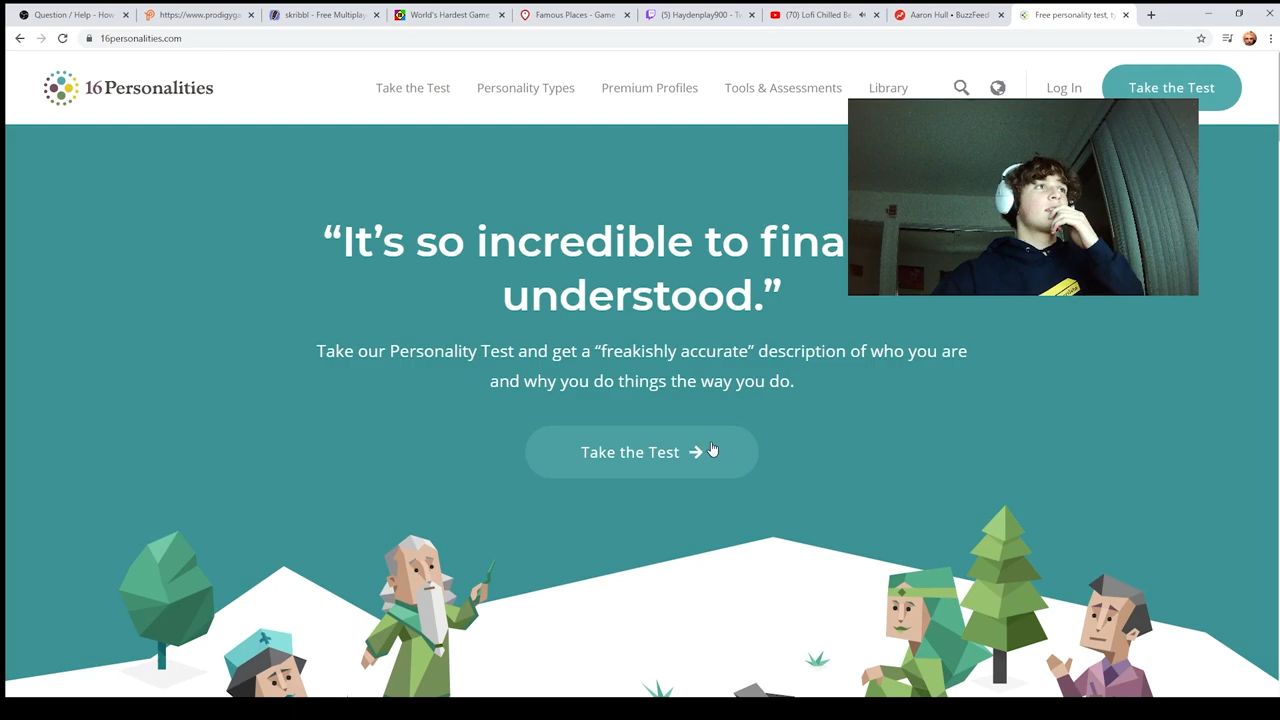 Question / Help - How
https://www.prodigyga
skribbl - Free Multiplay
World's Hardest Game
Famous Places - Game
(5) Haydenplay900 - Tw
(70) Lofi Chilled Be
Aaron Hull • BuzzFeed
Free personality test, t
16personalities.com
16Personalities
Take the Test
Personality Types
Premium Profiles
Tools & Assessments
Library
Log In
Take the Test
“It’s so incredible to fina
understood.”
Take our Personality Test and get a “freakishly accurate” description of who you are
and why you do things the way you do.
Take the Test